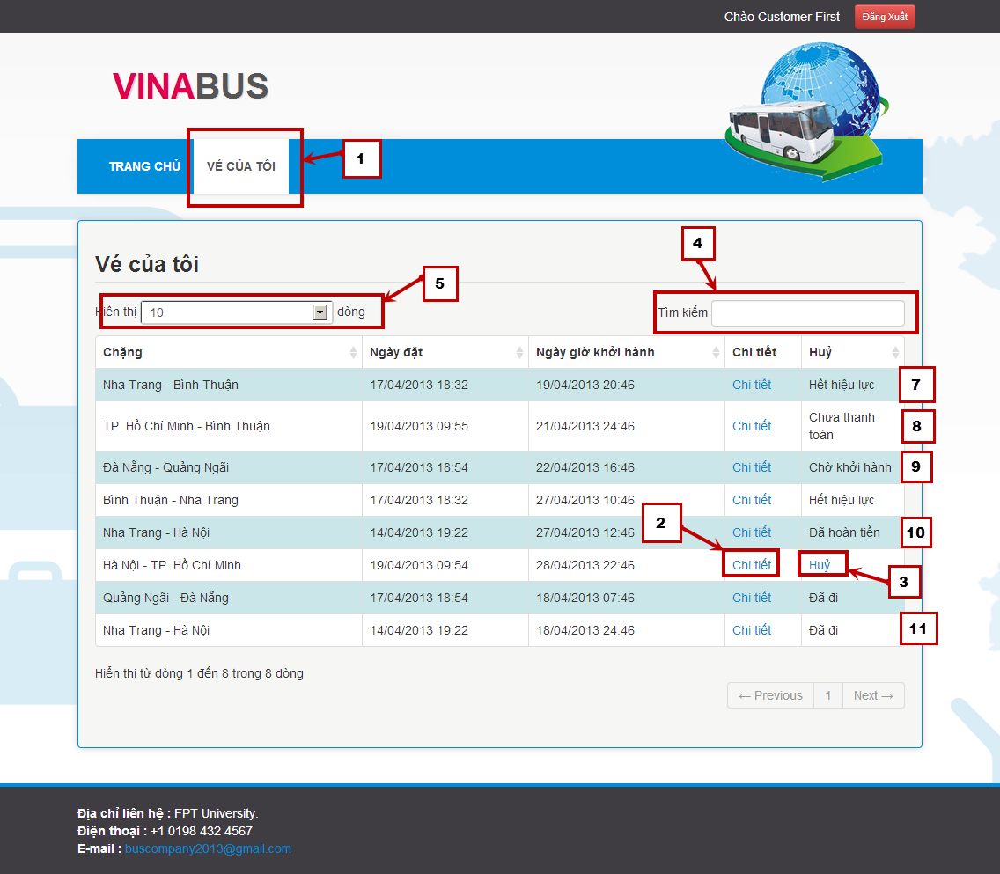 Chào Customer First Đăng Xuất
VINABUS
TRANG CHỦ VÉ CỦA TÔI 1
4
Vé của tôi
5
Hiển thị 10 dòng Tìm kiếm
Chặng Ngày đặt Ngày giờ khởi hành Chi tiết Huỷ
Nha Trang - Bình Thuận 17/04/2013 18:32 19/04/2013 20:46 Chi tiết Hết hiệu lực 7
TP. Hồ Chí Minh - Bình Thuận 19/04/2013 09:55 21/04/2013 24:46 Chi tiết Chưa thanh toán 8
Đà Nẵng - Quảng Ngãi 17/04/2013 18:54 22/04/2013 16:46 Chi tiết Chờ khởi hành 9
Bình Thuận - Nha Trang 17/04/2013 18:32 27/04/2013 10:46 Chi tiết Hết hiệu lực
2
Nha Trang - Hà Nội 14/04/2013 19:22 27/04/2013 12:46 Chi tiết Đã hoàn tiền 10
Hà Nội - TP. Hồ Chí Minh 19/04/2013 09:54 28/04/2013 22:46 Chi tiết Huỷ 3
Quảng Ngãi - Đà Nẵng 17/04/2013 18:54 18/04/2013 07:46 Chi tiết Đã đi
Nha Trang - Hà Nội 14/04/2013 19:22 18/04/2013 24:46 Chi tiết Đã đi 11
Hiển thị từ dòng 1 đến 8 trong 8 dòng
← Previous 1 Next →
Địa chỉ liên hệ : FPT University.
Điện thoại : +1 0198 432 4567
E-mail : buscompany2013@gmail.com